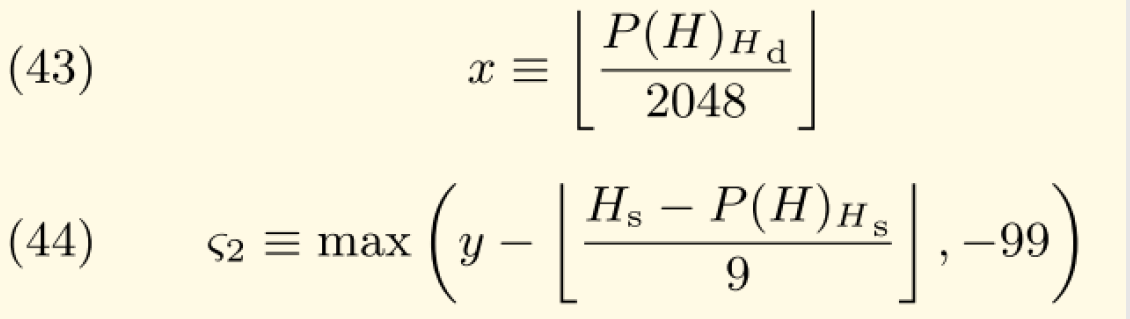 (43) x ≡ ⌊P(H)_{H_d} / 2048⌋
(44) ς₂ ≡ max (y − ⌊(H_s − P(H)_{H_s}) / 9⌋, −99)